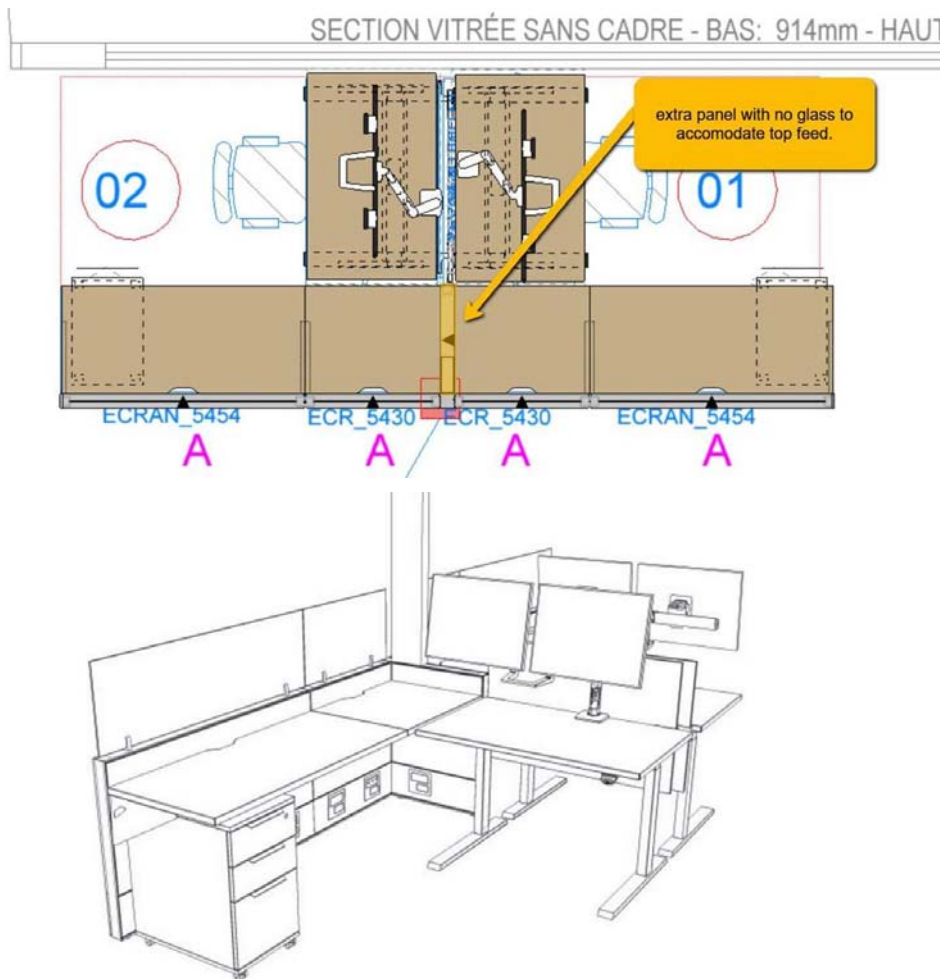 SECTION VITRÉE SANS CADRE - BAS: 914mm - HAUT
extra panel with no glass to
accomodate top feed.
02
01
ECRAN_5454
ECR_5430
ECR_5430
ECRAN_5454
A
A
A
A